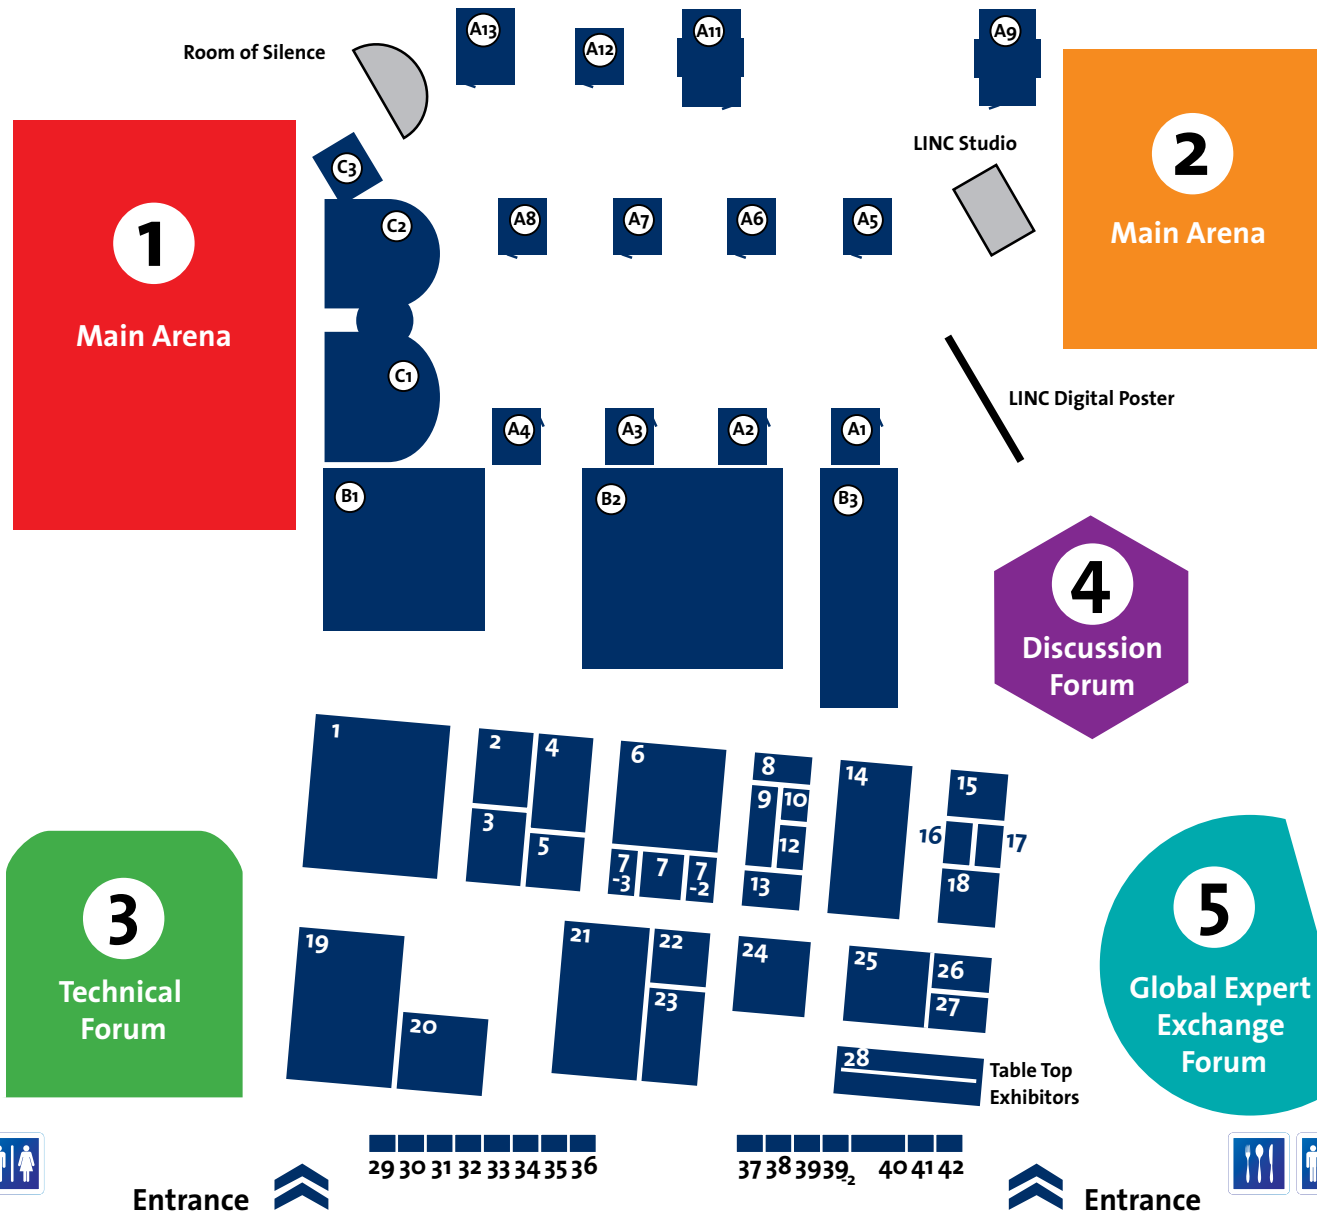 A13
A12
A11
A9
Room of Silence
LINC Studio
C3
1
Main Arena
2
Main Arena
C2
A8
A7
A6
A5
C1
LINC Digital Poster
A4
A3
A2
A1
B1
B2
B3
4
Discussion
Forum
1
2
4
6
8
14
15
3
5
9
10
12
16
17
7
-3
7
7
-2
13
18
3
Technical
Forum
5
Global Expert
Exchange
Forum
19
20
21
22
23
24
25
26
27
28
Table Top
Exhibitors
29 30 31 32 33 34 35 36
37 38 39 39-2 40 41 42
Entrance
Entrance